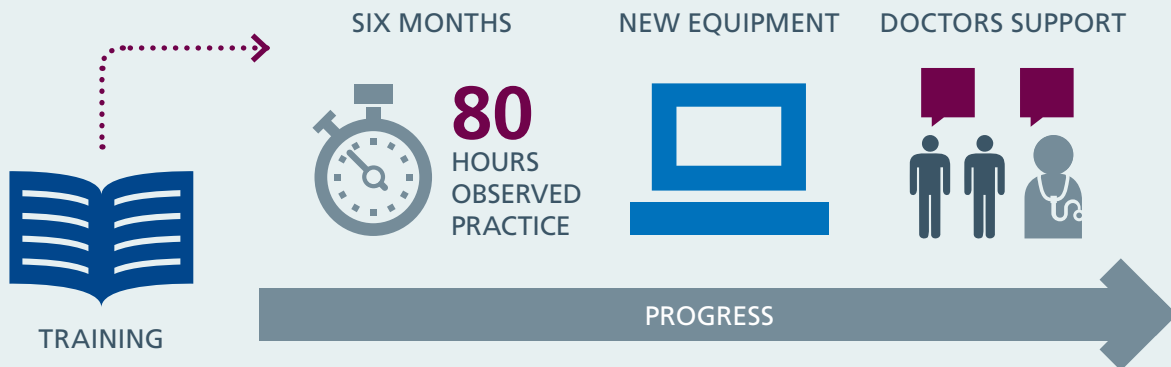 SIX MONTHS
80
HOURS
OBSERVED
PRACTICE
NEW EQUIPMENT
DOCTORS SUPPORT
TRAINING
PROGRESS